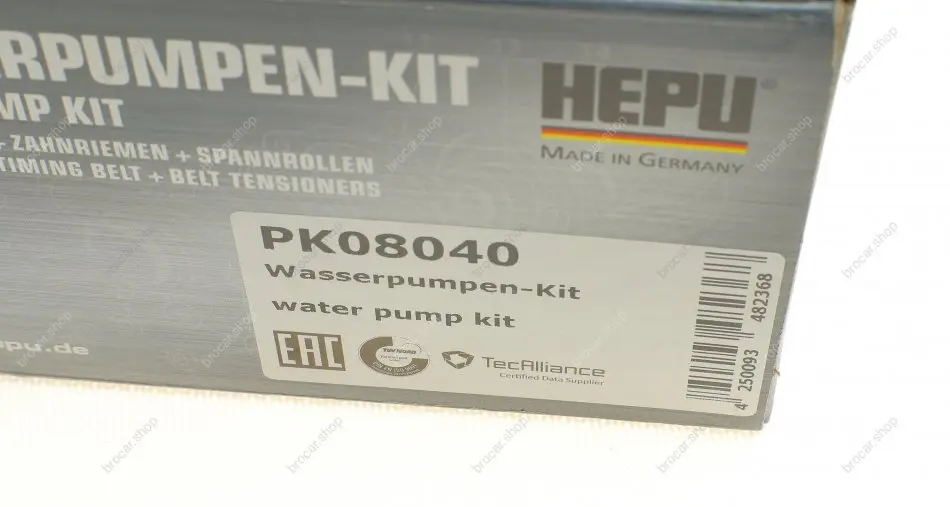 RPUMPEN-KIT
MP KIT
+ ZAHNRIEMEN + SPANNROLLEN
TIMING BELT + BELT TENSIONERS
HEPU®
MADE IN GERMANY
PK08040
Wasserpumpen-Kit
water pump kit
EAC
TecAlliance
Certified Data Supplier
4 250093 482368
pu.de
brocar.shop